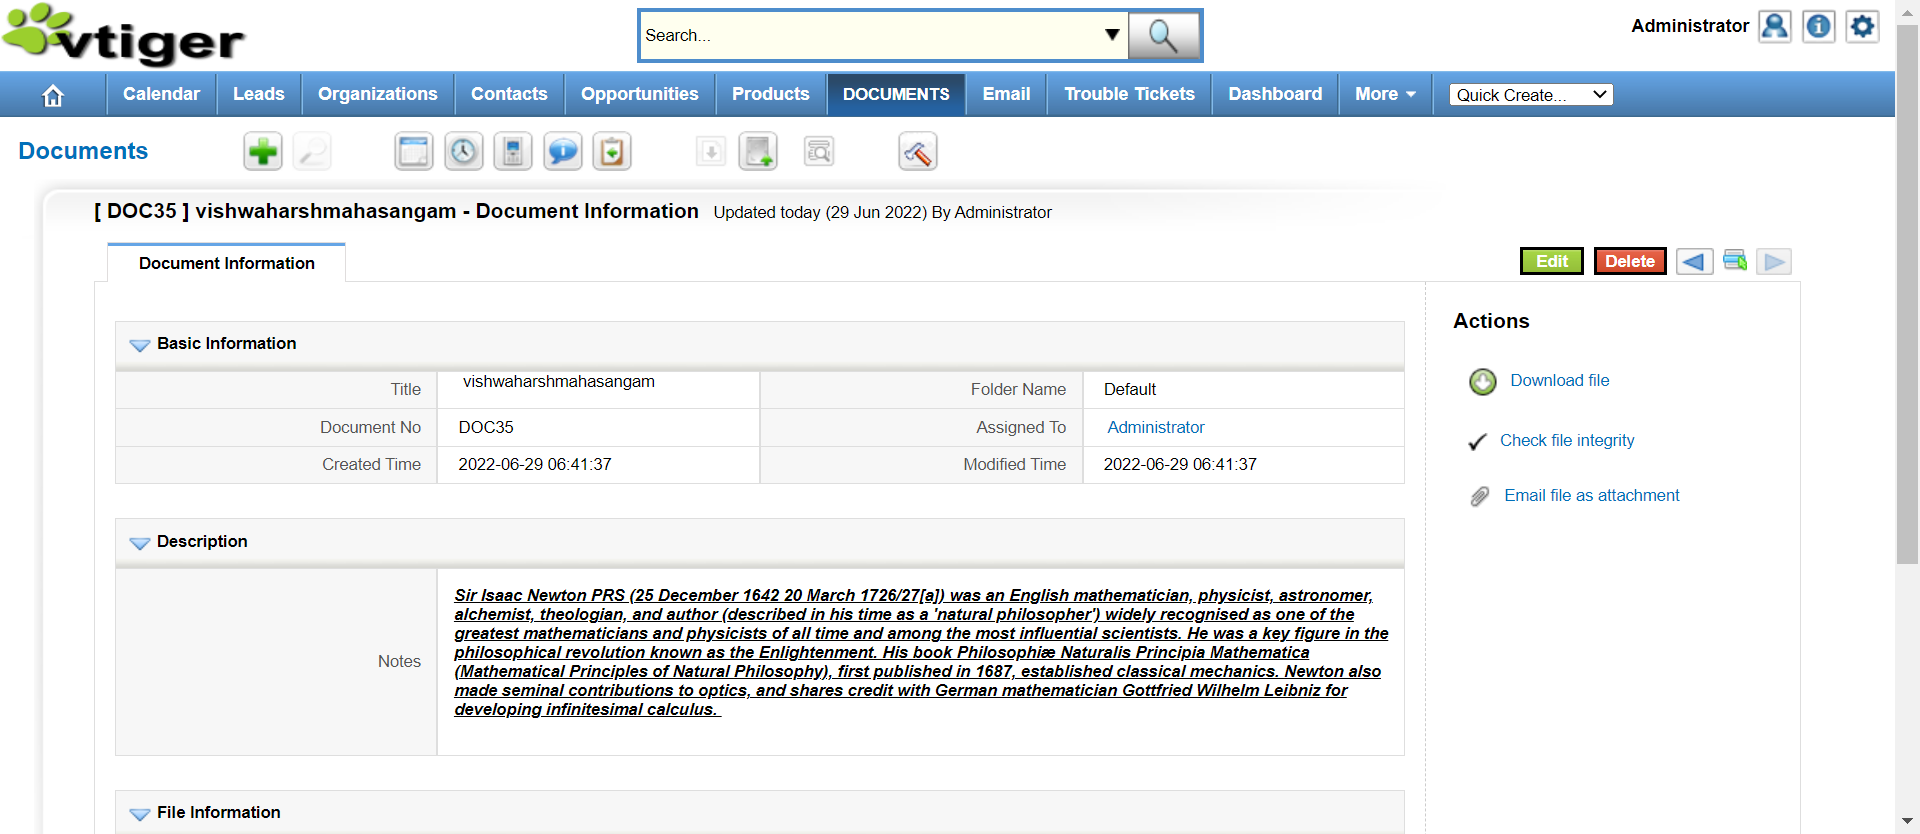 vtiger
Search...
Administrator
Calendar Leads Organizations Contacts Opportunities Products DOCUMENTS Email Trouble Tickets Dashboard More Quick Create...
Documents
[ DOC35 ] vishwaharshmahasangam - Document Information Updated today (29 Jun 2022) By Administrator
Document Information
Edit Delete
Actions
Basic Information
Title vishwaharshmahasangam Folder Name Default
Download file
Document No DOC35 Assigned To Administrator
Check file integrity
Created Time 2022-06-29 06:41:37 Modified Time 2022-06-29 06:41:37
Email file as attachment
Description
Notes
Sir Isaac Newton PRS (25 December 1642 20 March 1726/27[a]) was an English mathematician, physicist, astronomer,
alchemist, theologian, and author (described in his time as a 'natural philosopher') widely recognised as one of the
greatest mathematicians and physicists of all time and among the most influential scientists. He was a key figure in the
philosophical revolution known as the Enlightenment. His book Philosophiæ Naturalis Principia Mathematica
(Mathematical Principles of Natural Philosophy), first published in 1687, established classical mechanics. Newton also
made seminal contributions to optics, and shares credit with German mathematician Gottfried Wilhelm Leibniz for
developing infinitesimal calculus.
File Information